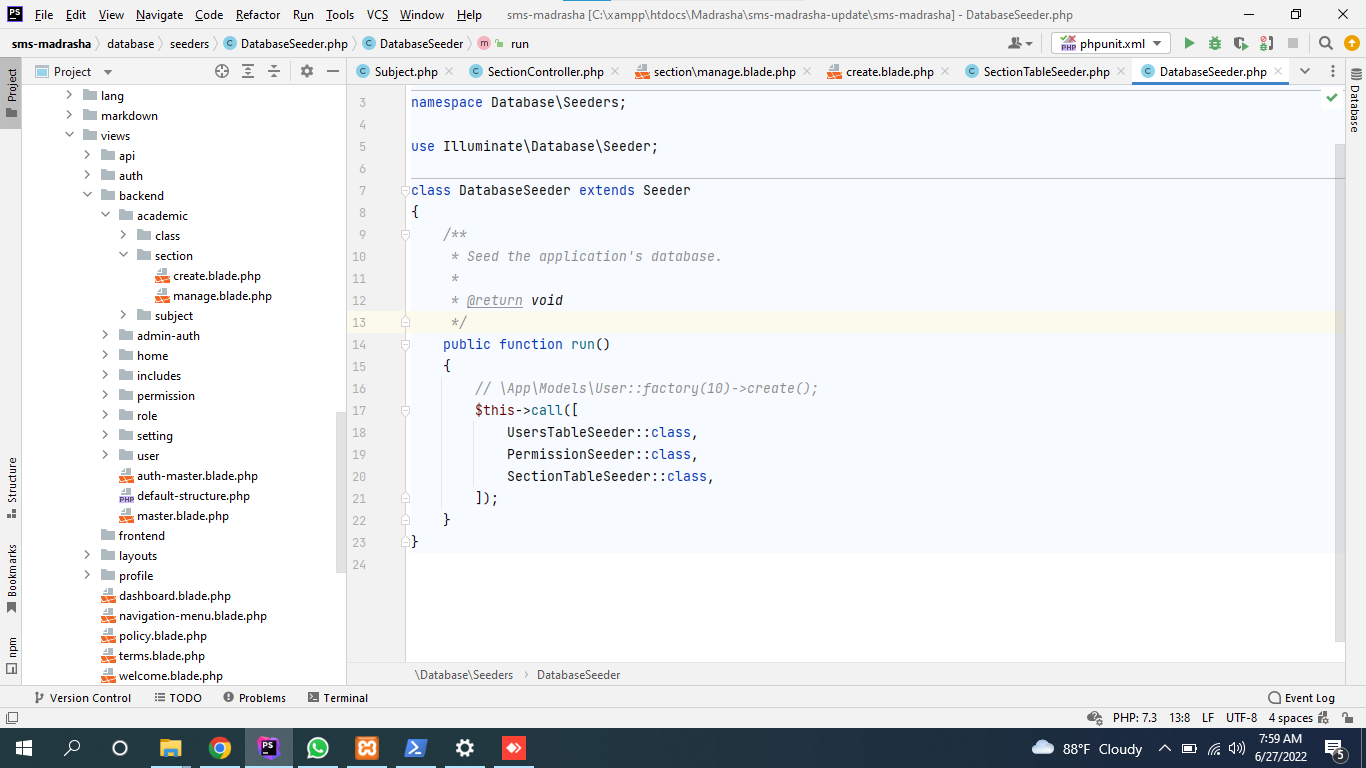 File Edit View Navigate Code Refactor Run Tools VCS Window Help sms-madrasha [C:\xampp\htdocs\Madrasha\sms-madrasha-update\sms-madrasha] - DatabaseSeeder.php
sms-madrasha database seeders DatabaseSeeder.php DatabaseSeeder run phpunit.xml
Project
Subject.php SectionController.php section\manage.blade.php create.blade.php SectionTableSeeder.php DatabaseSeeder.php
Project
Structure
Bookmarks
npm
Database
lang
markdown
views
api
auth
backend
academic
class
section
create.blade.php
manage.blade.php
subject
admin-auth
home
includes
permission
role
setting
user
auth-master.blade.php
default-structure.php
master.blade.php
frontend
layouts
profile
dashboard.blade.php
navigation-menu.blade.php
policy.blade.php
terms.blade.php
welcome.blade.php
3 namespace Database\Seeders;
4
5 use Illuminate\Database\Seeder;
6
7 class DatabaseSeeder extends Seeder
8 {
9 /**
10 * Seed the application's database.
11 *
12 * @return void
13 */
14 public function run()
15 {
16 // \App\Models\User::factory(10)->create();
17 $this->call([
18 UsersTableSeeder::class,
19 PermissionSeeder::class,
20 SectionTableSeeder::class,
21 ]);
22 }
23 }
24
\Database\Seeders DatabaseSeeder
Version Control TODO Problems Terminal Event Log
PHP: 7.3 13:8 LF UTF-8 4 spaces
88°F Cloudy 7:59 AM
6/27/2022 5